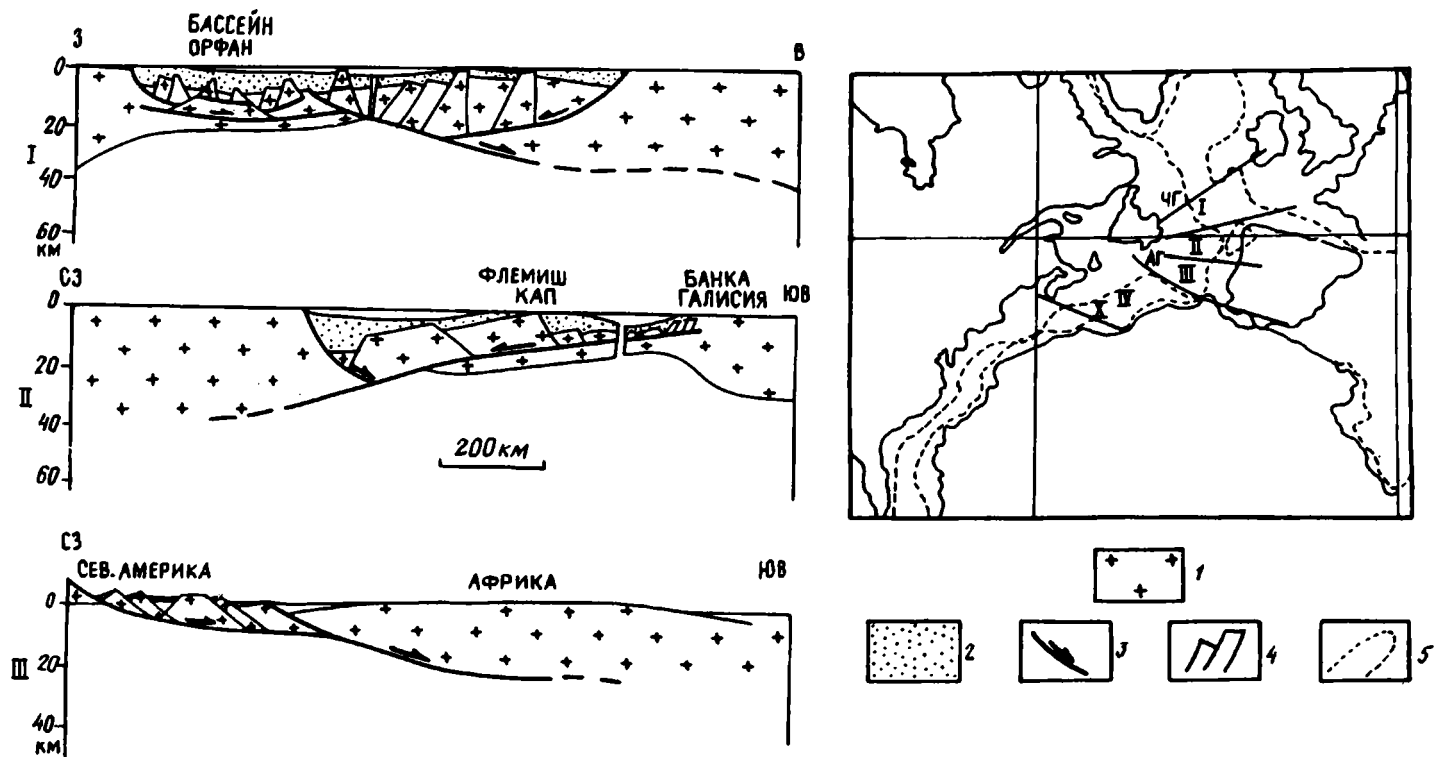 З
БАССЕЙН
ОРФАН
В
0
20
40
60
км
I
СЗ
ФЛЕМИШ
КАП
БАНКА
ГАЛИСИЯ
ЮВ
0
20
40
60
II
200 км
СЗ
СЕВ. АМЕРИКА
АФРИКА
ЮВ
0
20
40
км
III
ЧГ
I
II
АГ
III
IV
X
1
2
3
4
5